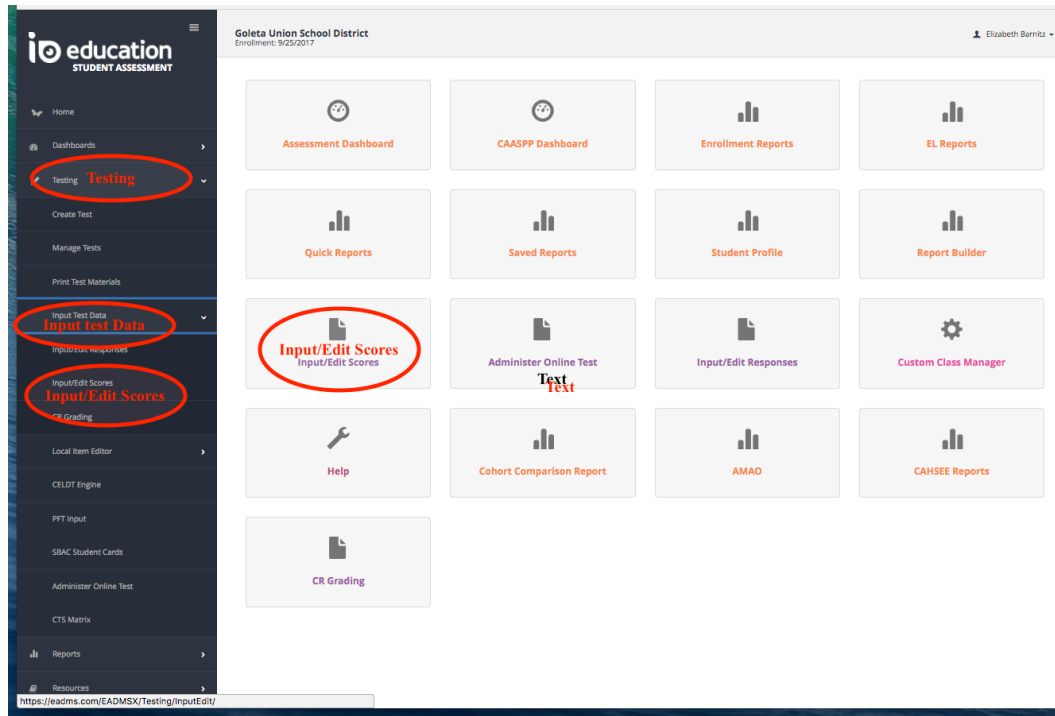 education
STUDENT ASSESSMENT
Home
Dashboards
Testing Testing
Create Test
Manage Tests
Print Test Materials
Input Test Data
Input test Data
Input/Edit Responses
Input/Edit Scores
Input/Edit Scores
CR Grading
Local Item Editor
CELDT Engine
PFT Input
SBAC Student Cards
Administer Online Test
CTS Matrix
Reports
Resources
https://eadms.com/EADMSX/Testing/InputEdit/
Goleta Union School District
Enrollment: 9/25/2017
Elizabeth Barnitz
Assessment Dashboard
CAASPP Dashboard
Enrollment Reports
EL Reports
Quick Reports
Saved Reports
Student Profile
Report Builder
Input/Edit Scores
Input/Edit Scores
Administer Online Test
Text
Text
Input/Edit Responses
Custom Class Manager
Help
Cohort Comparison Report
AMAO
CAHSEE Reports
CR Grading